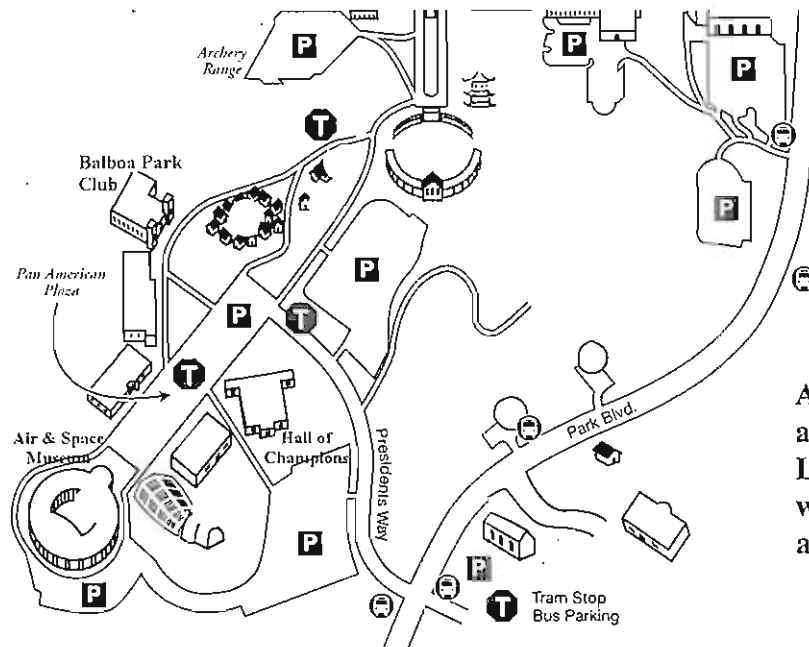 P
P
P
Archery
Range
T
Balboa Park
Club
P
P
Pan American
Plaza
P
T
T
Park Blvd.
Air & Space
Museum
Hall of
Champions
Presidents Way
P
P
P
T
Tram Stop
Bus Parking
A
a
L
w
a